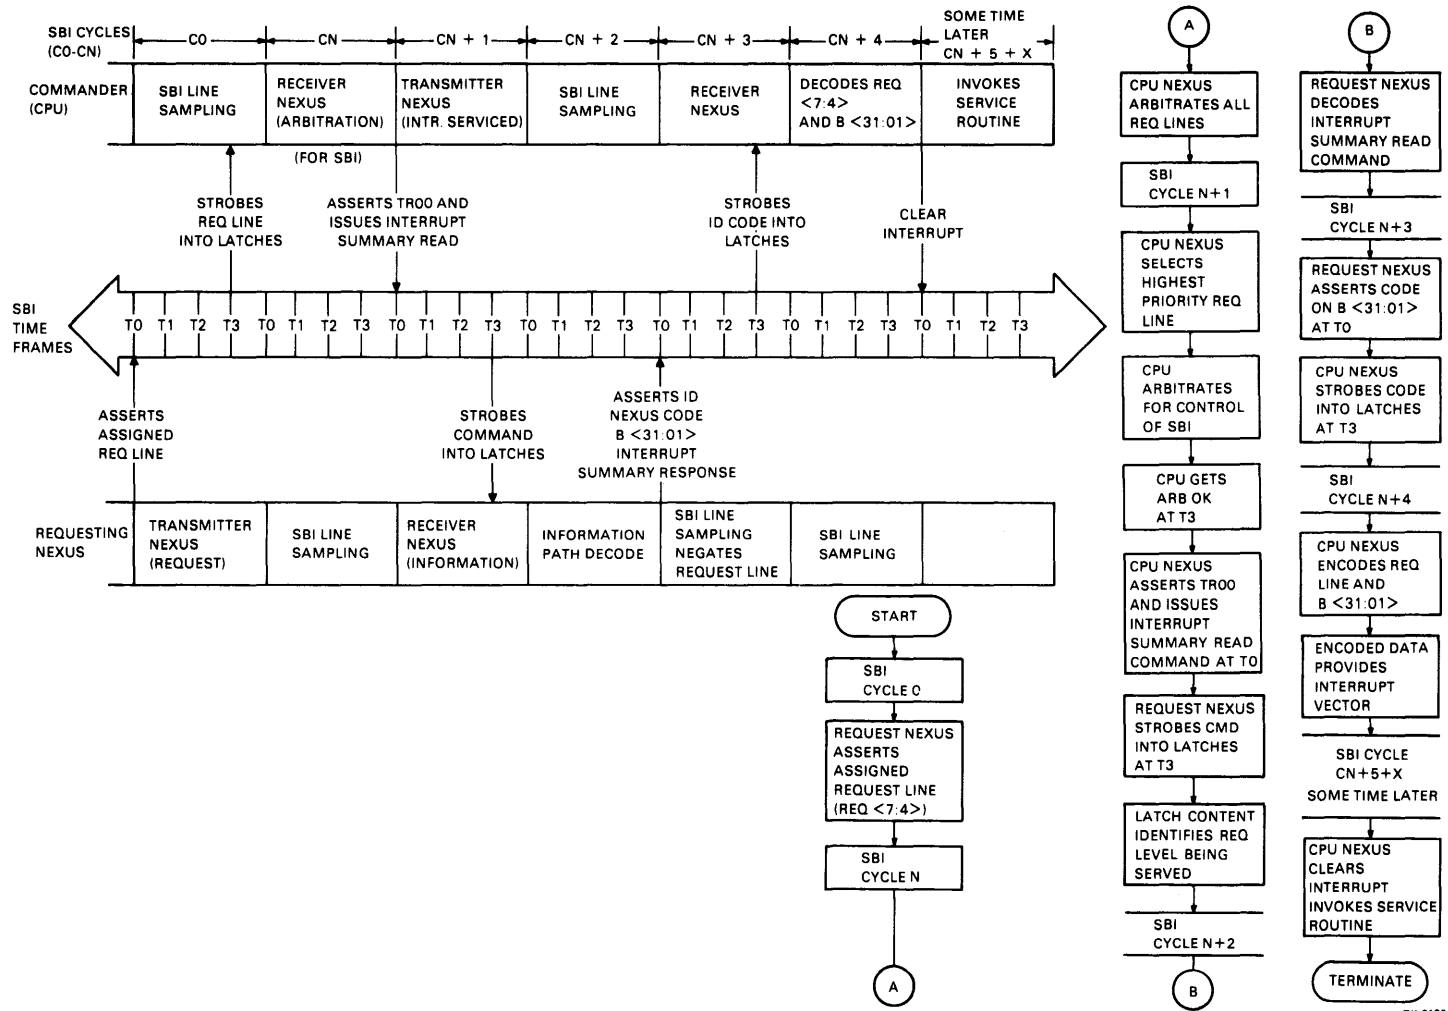 SBI CYCLES
(C0-CN)
C0
CN
CN + 1
CN + 2
CN + 3
CN + 4
SOME TIME
LATER
CN + 5 + X
COMMANDER
(CPU)
SBI LINE
SAMPLING
RECEIVER
NEXUS
(ARBITRATION)
TRANSMITTER
NEXUS
(INTR. SERVICED)
SBI LINE
SAMPLING
RECEIVER
NEXUS
DECODES REQ
<7:4>
AND B <31:01>
INVOKES
SERVICE
ROUTINE
(FOR SBI)
STROBES
REQ LINE
INTO LATCHES
ASSERTS TR00 AND
ISSUES INTERRUPT
SUMMARY READ
STROBES
ID CODE INTO
LATCHES
CLEAR
INTERRUPT
SBI
TIME
FRAMES
T0 T1 T2 T3 T0 T1 T2 T3 T0 T1 T2 T3 T0 T1 T2 T3 T0 T1 T2 T3 T0 T1 T2 T3 T0 T1 T2 T3
ASSERTS
ASSIGNED
REQ LINE
STROBES
COMMAND
INTO LATCHES
ASSERTS ID
NEXUS CODE
B <31:01>
INTERRUPT
SUMMARY RESPONSE
REQUESTING
NEXUS
TRANSMITTER
NEXUS
(REQUEST)
SBI LINE
SAMPLING
RECEIVER
NEXUS
(INFORMATION)
INFORMATION
PATH DECODE
SBI LINE
SAMPLING
NEGATES
REQUEST LINE
SBI LINE
SAMPLING
START
SBI
CYCLE 0
REQUEST NEXUS
ASSERTS
ASSIGNED
REQUEST LINE
(REQ <7:4>)
SBI
CYCLE N
A
A
CPU NEXUS
ARBITRATES ALL
REQ LINES
SBI
CYCLE N+1
CPU NEXUS
SELECTS
HIGHEST
PRIORITY REQ
LINE
CPU
ARBITRATES
FOR CONTROL
OF SBI
CPU GETS
ARB OK
AT T3
CPU NEXUS
ASSERTS TR00
AND ISSUES
INTERRUPT
SUMMARY READ
COMMAND AT T0
REQUEST NEXUS
STROBES CMD
INTO LATCHES
AT T3
LATCH CONTENT
IDENTIFIES REQ
LEVEL BEING
SERVED
SBI
CYCLE N+2
B
B
REQUEST NEXUS
DECODES
INTERRUPT
SUMMARY READ
COMMAND
SBI
CYCLE N+3
REQUEST NEXUS
ASSERTS CODE
ON B <31:01>
AT T0
CPU NEXUS
STROBES CODE
INTO LATCHES
AT T3
SBI
CYCLE N+4
CPU NEXUS
ENCODES REQ
LINE AND
B <31:01>
ENCODED DATA
PROVIDES
INTERRUPT
VECTOR
SBI CYCLE
CN+5+X
SOME TIME LATER
CPU NEXUS
CLEARS
INTERRUPT
INVOKES SERVICE
ROUTINE
TERMINATE